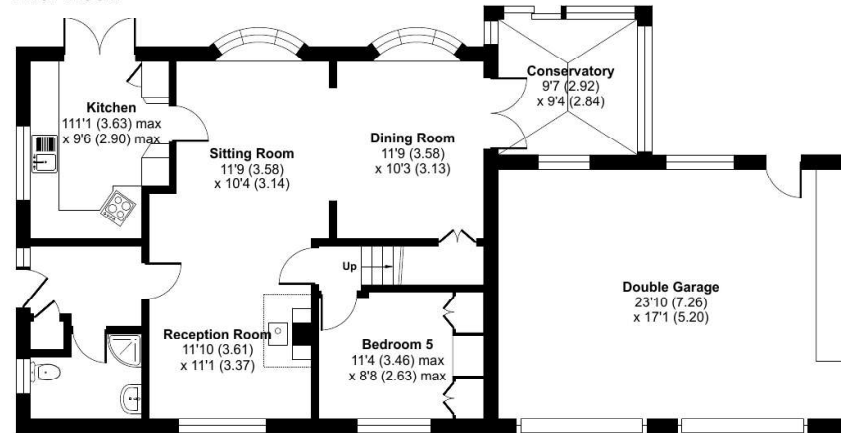 Conservatory
9'7 (2.92)
x 9'4 (2.84)
Kitchen
111'1 (3.63) max
x 9'6 (2.90) max
Sitting Room
11'9 (3.58)
x 10'4 (3.14)
Dining Room
11'9 (3.58)
x 10'3 (3.13)
Up
Double Garage
23'10 (7.26)
x 17'1 (5.20)
Reception Room
11'10 (3.61)
x 11'1 (3.37)
Bedroom 5
11'4 (3.46) max
x 8'8 (2.63) max